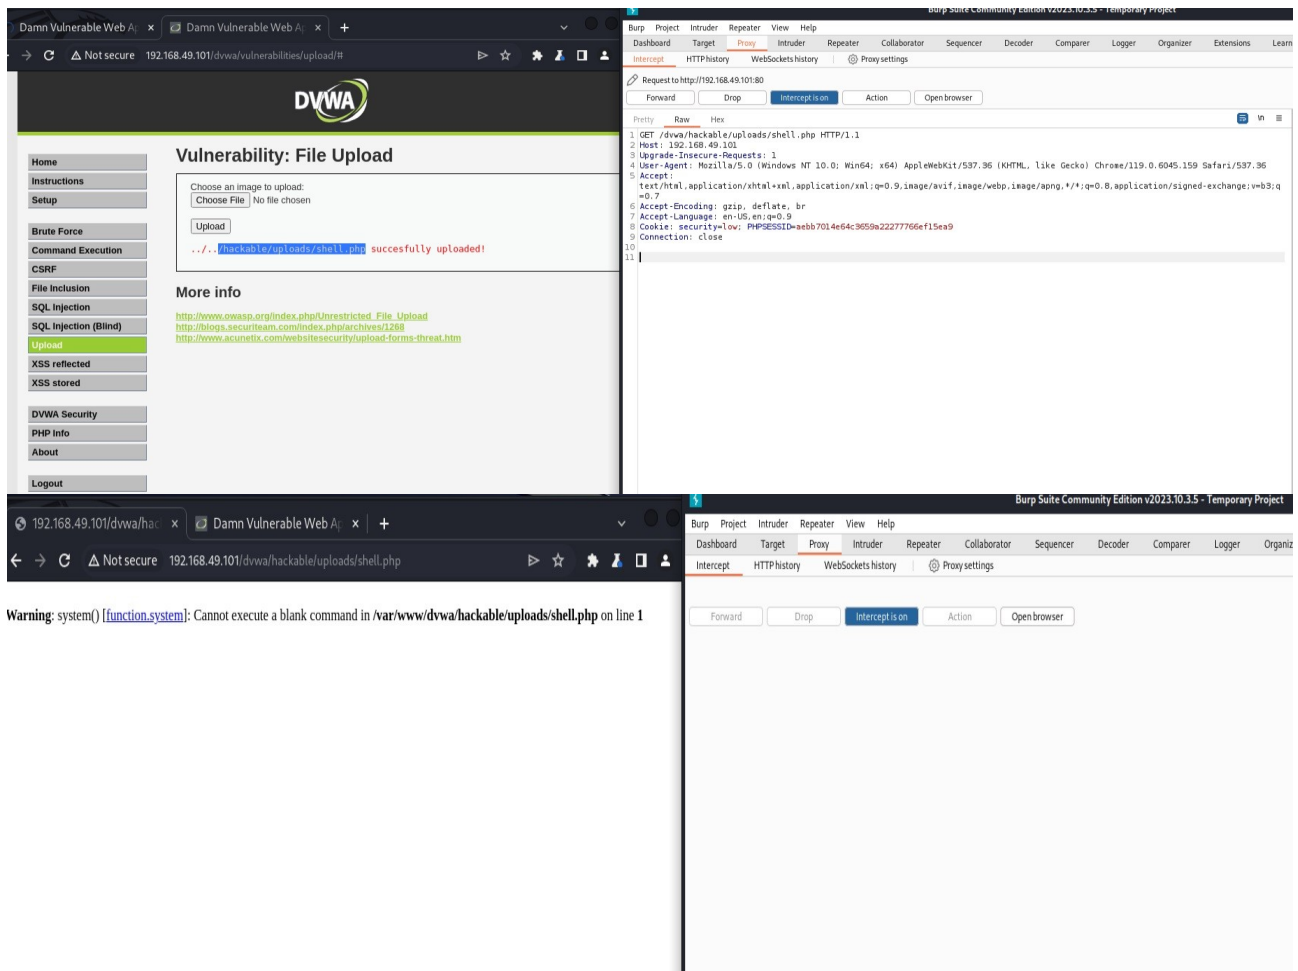 Damn Vulnerable Web Ap × Damn Vulnerable Web Ap × +
Not secure 192.168.49.101/dvwa/vulnerabilities/upload/#
DVWA
Home
Instructions
Setup
Brute Force
Command Execution
CSRF
File Inclusion
SQL Injection
SQL Injection (Blind)
Upload
XSS reflected
XSS stored
DVWA Security
PHP Info
About
Logout
Vulnerability: File Upload
Choose an image to upload:
Choose File No file chosen
Upload
../../hackable/uploads/shell.php succesfully uploaded!
More info
http://www.owasp.org/index.php/Unrestricted_File_Upload
http://blogs.securiteam.com/index.php/archives/1268
http://www.acunetix.com/websitesecurity/upload-forms-threat.htm
Burp Suite Community Edition v2023.10.3.5 - Temporary Project
Burp Project Intruder Repeater View Help
Dashboard Target Proxy Intruder Repeater Collaborator Sequencer Decoder Comparer Logger Organizer Extensions Learn
Intercept HTTP history WebSockets history Proxy settings
Request to http://192.168.49.101:80
Forward Drop Intercept is on Action Open browser
Pretty Raw Hex \n
1 GET /dvwa/hackable/uploads/shell.php HTTP/1.1
2 Host: 192.168.49.101
3 Upgrade-Insecure-Requests: 1
4 User-Agent: Mozilla/5.0 (Windows NT 10.0; Win64; x64) AppleWebKit/537.36 (KHTML, like Gecko) Chrome/119.0.6045.159 Safari/537.36
5 Accept:
text/html,application/xhtml+xml,application/xml;q=0.9,image/avif,image/webp,image/apng,*/*;q=0.8,application/signed-exchange;v=b3;q
=0.7
6 Accept-Encoding: gzip, deflate, br
7 Accept-Language: en-US,en;q=0.9
8 Cookie: security=low; PHPSESSID=aebb7014e64c3659a22277766ef15ea9
9 Connection: close
10
11
192.168.49.101/dvwa/hac × Damn Vulnerable Web Ap × +
Not secure 192.168.49.101/dvwa/hackable/uploads/shell.php
Warning: system() [function.system]: Cannot execute a blank command in /var/www/dvwa/hackable/uploads/shell.php on line 1
Burp Suite Community Edition v2023.10.3.5 - Temporary Project
Burp Project Intruder Repeater View Help
Dashboard Target Proxy Intruder Repeater Collaborator Sequencer Decoder Comparer Logger Organiz
Intercept HTTP history WebSockets history Proxy settings
Forward Drop Intercept is on Action Open browser